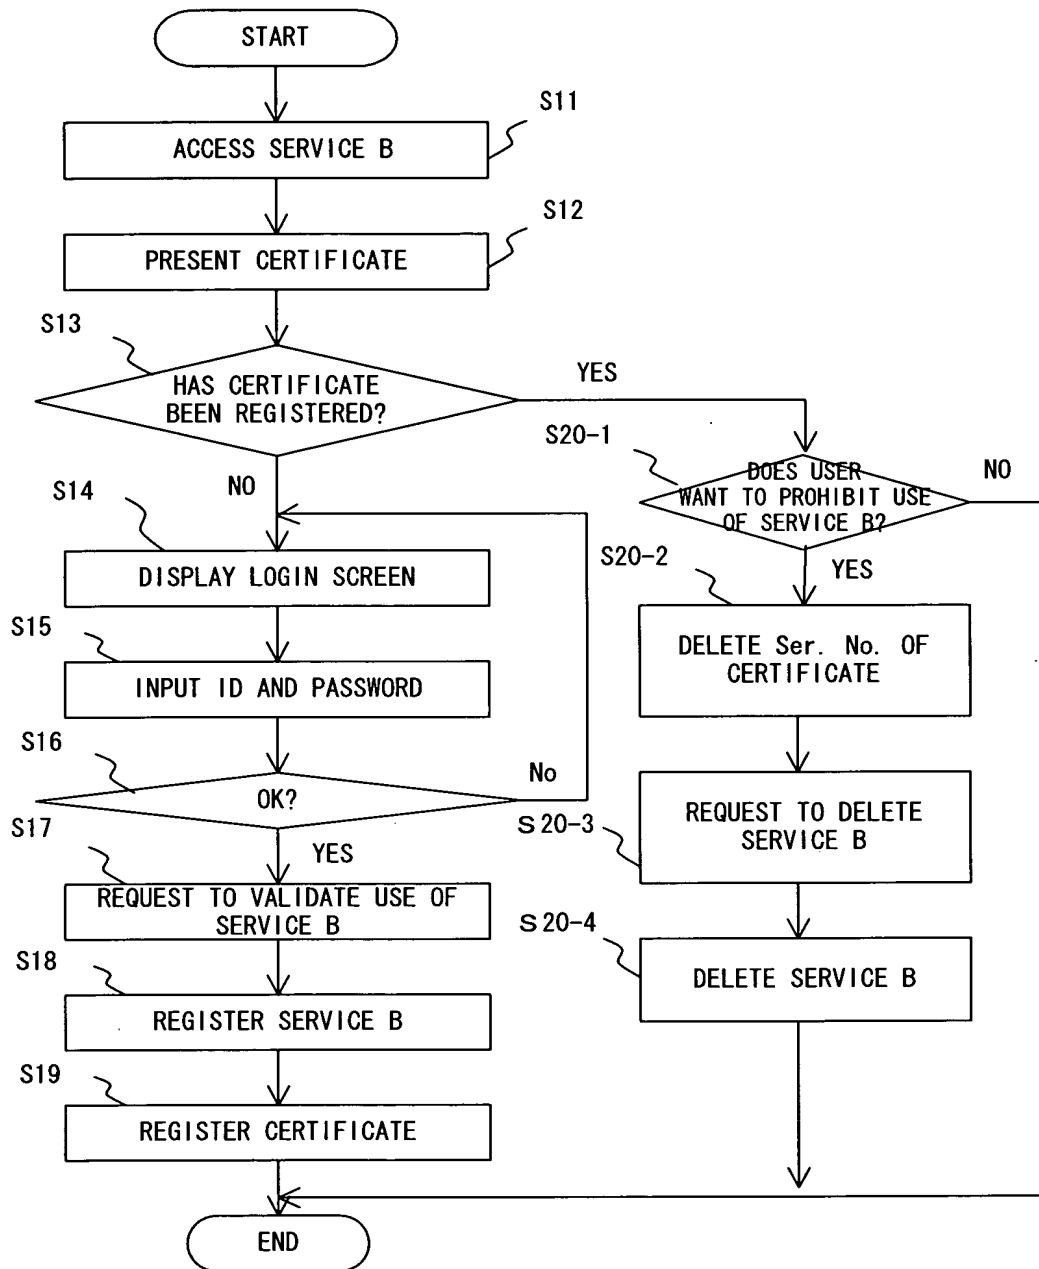 START
S11
ACCESS SERVICE B
S12
PRESENT CERTIFICATE
S13
HAS CERTIFICATE
BEEN REGISTERED?
YES
NO
S20-1
DOES USER
WANT TO PROHIBIT USE
OF SERVICE B?
NO
YES
S14
DISPLAY LOGIN SCREEN
S15
INPUT ID AND PASSWORD
S16
OK?
No
YES
S17
REQUEST TO VALIDATE USE OF
SERVICE B
S18
REGISTER SERVICE B
S19
REGISTER CERTIFICATE
S20-2
DELETE Ser. No. OF
CERTIFICATE
S20-3
REQUEST TO DELETE
SERVICE B
S20-4
DELETE SERVICE B
END